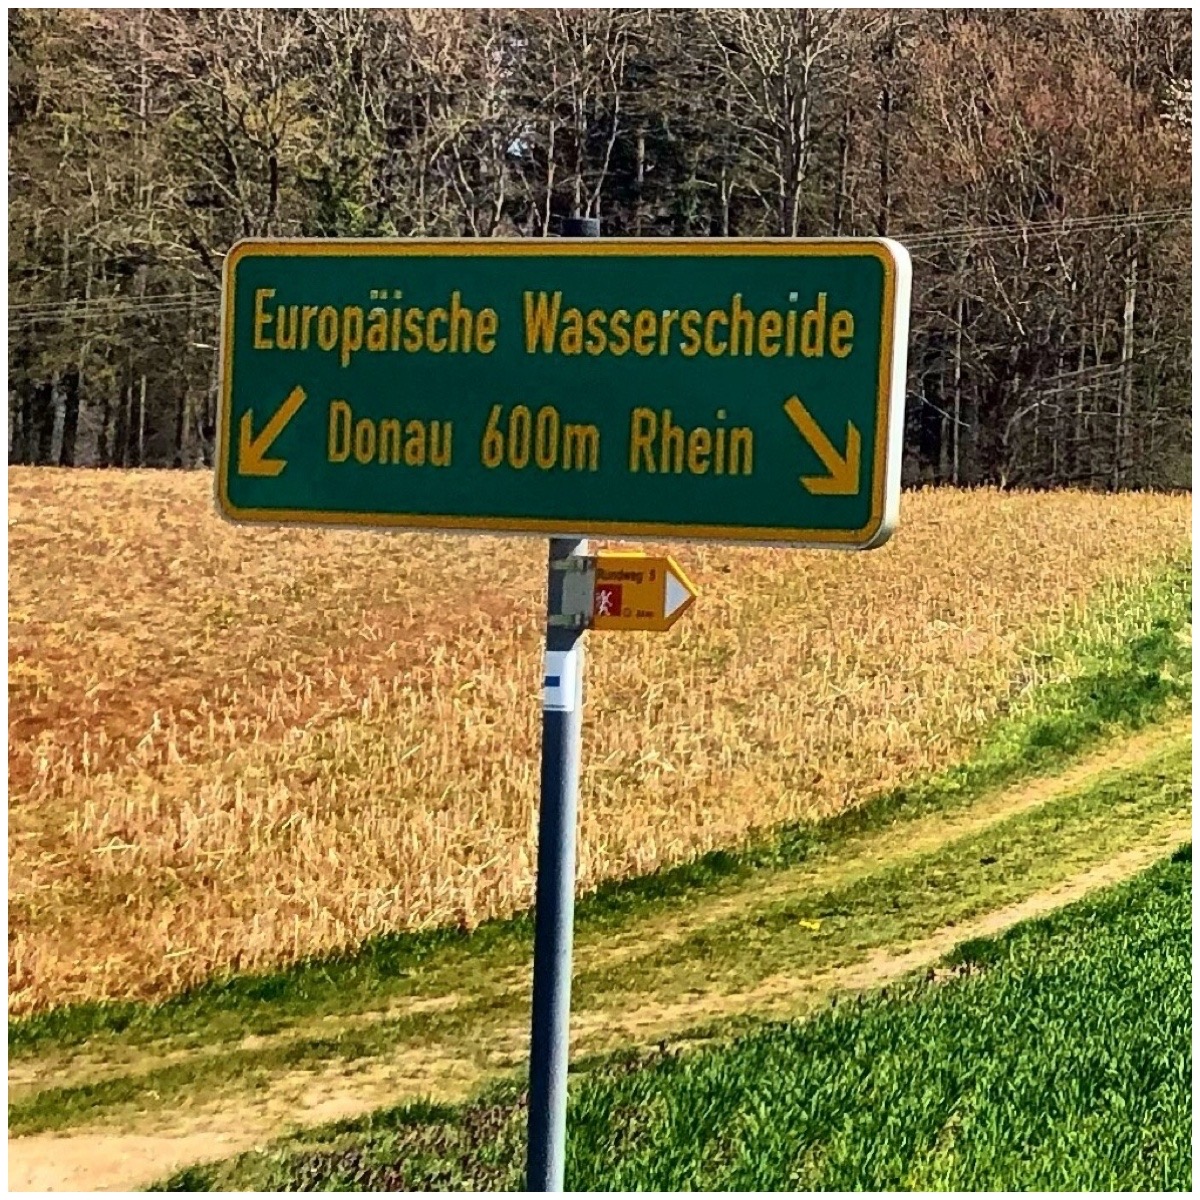 Europäische Wasserscheide
Donau 600m Rhein
Rundweg 5